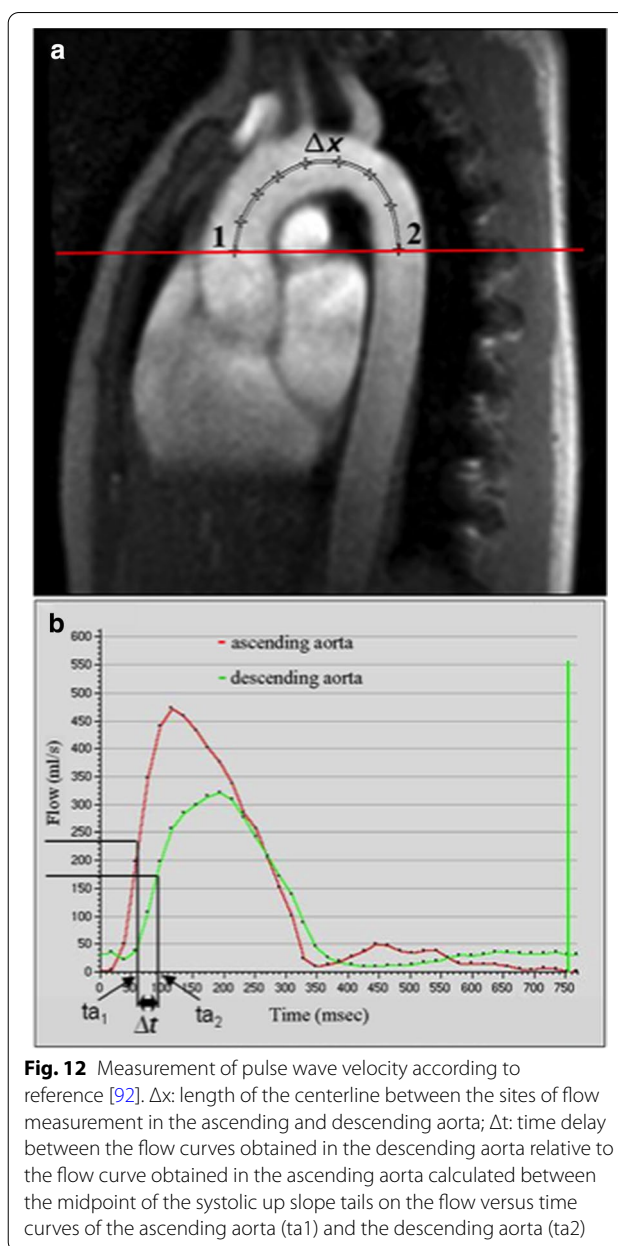 a
Δx
1
2
b
600
550
500
450
400
350
300
250
200
150
100
50
0
Flow (ml/s)
ascending aorta
descending aorta
0 50 100 150 200 250 300 350 400 450 500 550 600 650 700 750
ta1
Δt
ta2
Time (msec)
Fig. 12 Measurement of pulse wave velocity according to
reference [92]. Δx: length of the centerline between the sites of flow
measurement in the ascending and descending aorta; Δt: time delay
between the flow curves obtained in the descending aorta relative to
the flow curve obtained in the ascending aorta calculated between
the midpoint of the systolic up slope tails on the flow versus time
curves of the ascending aorta (ta1) and the descending aorta (ta2)